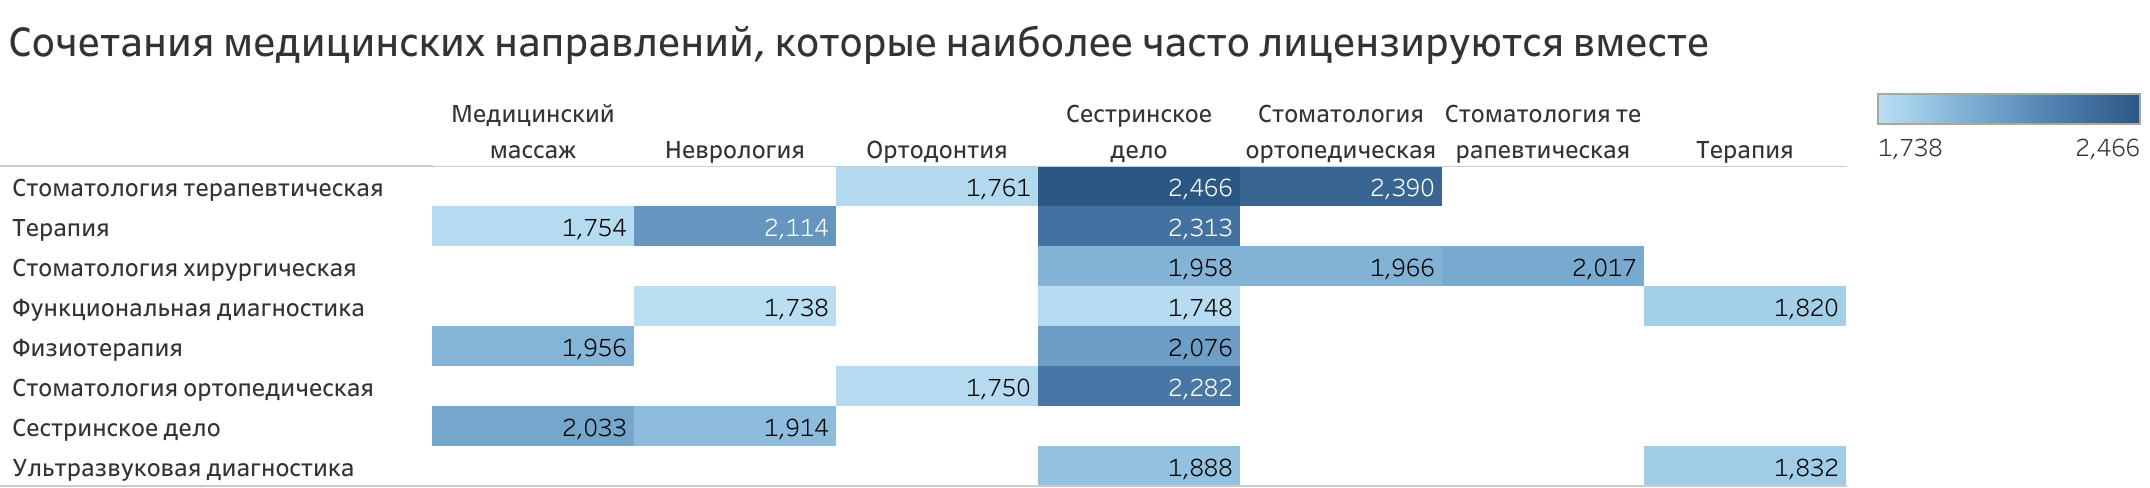 Сочетания медицинских направлений, которые наиболее часто лицензируются вместе
Медицинский Сестринское Стоматология Стоматология те
массаж Неврология Ортодонтия дело ортопедическая рапевтическая Терапия
1,738 2,466
Стоматология терапевтическая 1,761 2,466 2,390
Терапия 1,754 2,114 2,313
Стоматология хирургическая 1,958 1,966 2,017
Функциональная диагностика 1,738 1,748 1,820
Физиотерапия 1,956 2,076
Стоматология ортопедическая 1,750 2,282
Сестринское дело 2,033 1,914
Ультразвуковая диагностика 1,888 1,832